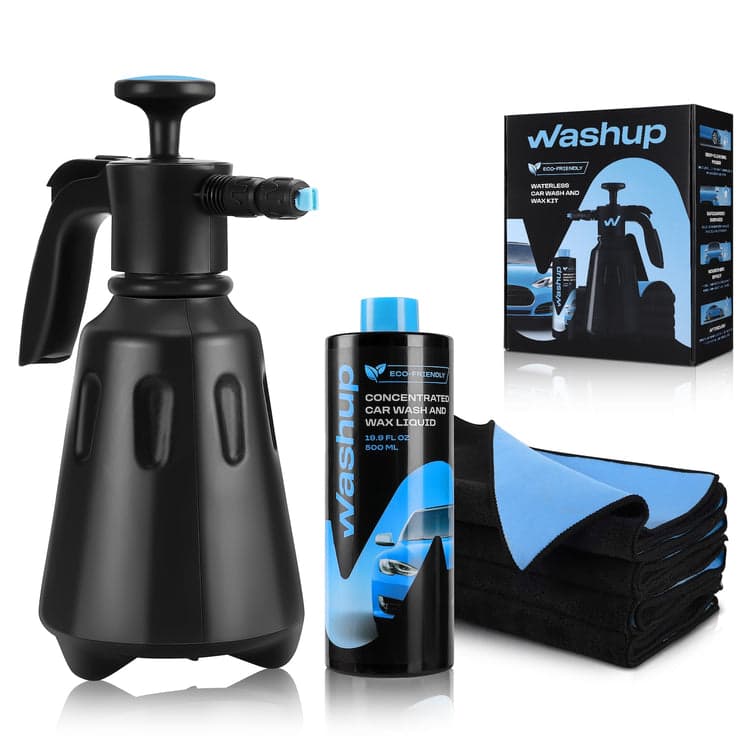 Washup
ECO-FRIENDLY
WATERLESS
CAR WASH AND
WAX KIT
W
Washup
Washup
ECO-FRIENDLY
CONCENTRATED
CAR WASH AND
WAX LIQUID
16.9 FL OZ
500 ML